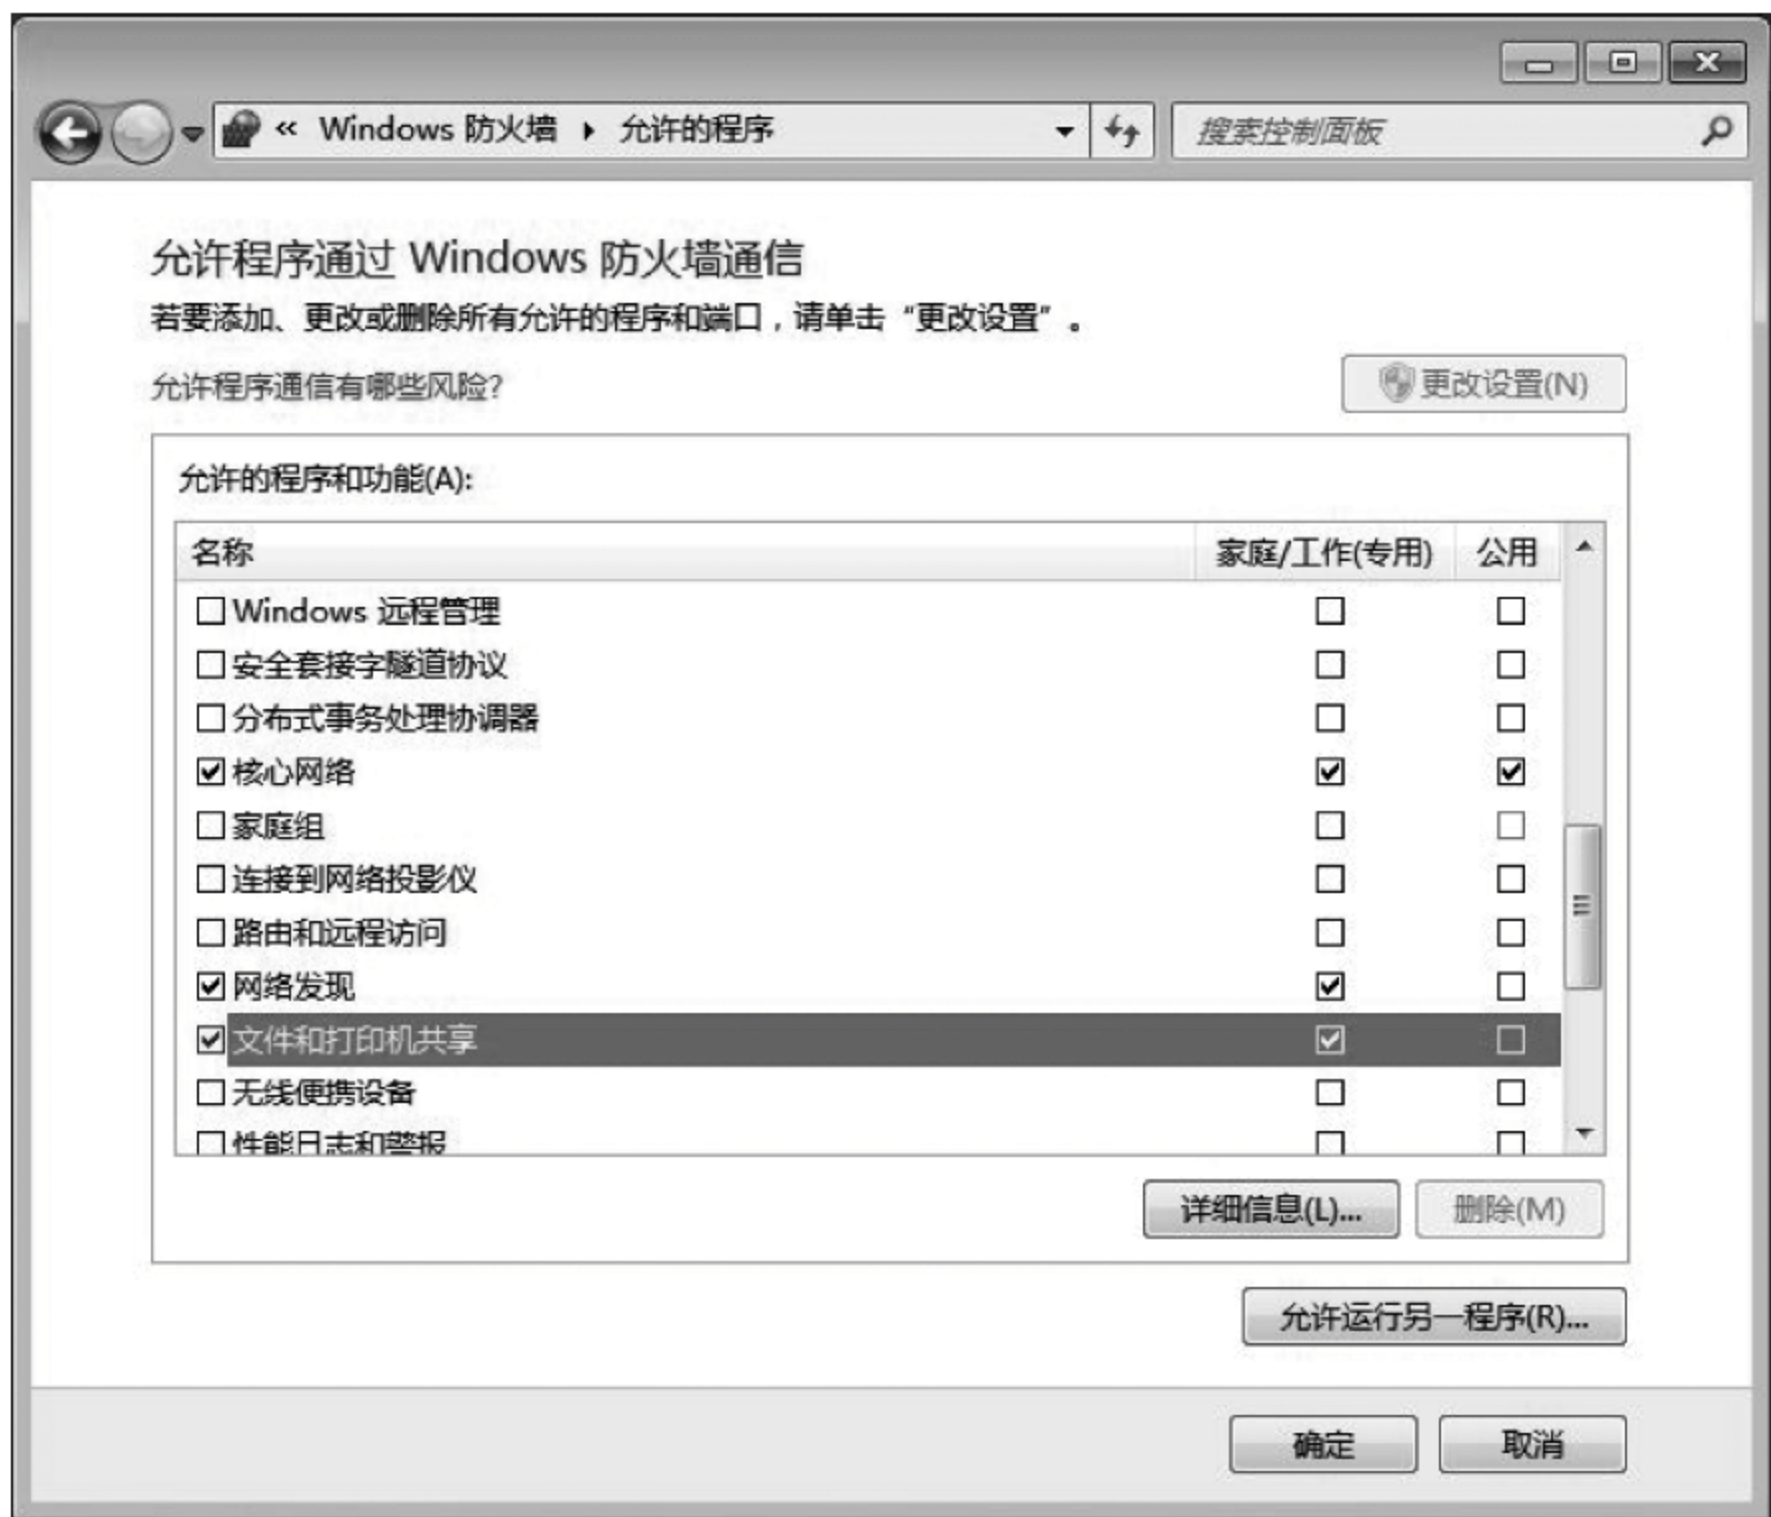 « Windows 防火墙 ▸ 允许的程序
搜索控制面板
允许程序通过 Windows 防火墙通信
若要添加、更改或删除所有允许的程序和端口，请单击“更改设置”。
允许程序通信有哪些风险?
更改设置(N)
允许的程序和功能(A):
名称 家庭/工作(专用) 公用
Windows 远程管理
安全套接字隧道协议
分布式事务处理协调器
核心网络
家庭组
连接到网络投影仪
路由和远程访问
网络发现
文件和打印机共享
无线便携设备
性能日志和警报
详细信息(L)... 删除(M)
允许运行另一程序(R)...
确定 取消